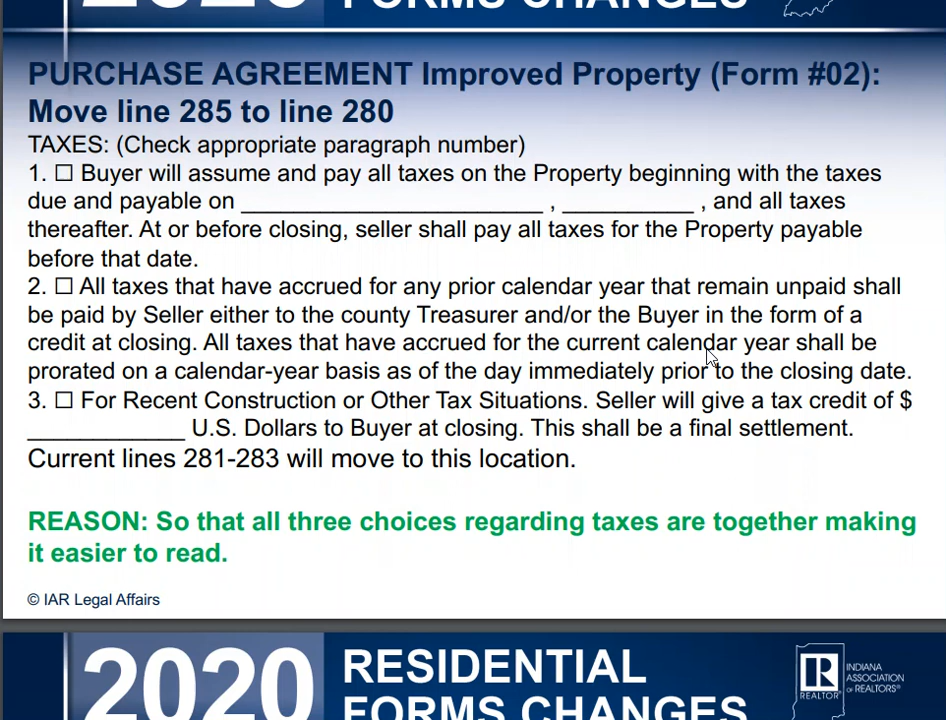 2020
FORMS CHANGES
PURCHASE AGREEMENT Improved Property (Form #02):
Move line 285 to line 280
TAXES: (Check appropriate paragraph number)
1. ☐ Buyer will assume and pay all taxes on the Property beginning with the taxes
due and payable on _______________________ , __________ , and all taxes
thereafter. At or before closing, seller shall pay all taxes for the Property payable
before that date.
2. ☐ All taxes that have accrued for any prior calendar year that remain unpaid shall
be paid by Seller either to the county Treasurer and/or the Buyer in the form of a
credit at closing. All taxes that have accrued for the current calendar year shall be
prorated on a calendar-year basis as of the day immediately prior to the closing date.
3. ☐ For Recent Construction or Other Tax Situations. Seller will give a tax credit of $
____________ U.S. Dollars to Buyer at closing. This shall be a final settlement.
Current lines 281-283 will move to this location.
REASON: So that all three choices regarding taxes are together making
it easier to read.
© IAR Legal Affairs
2020
RESIDENTIAL
FORMS CHANGES
R
REALTOR®
INDIANA
ASSOCIATION
OF REALTORS®